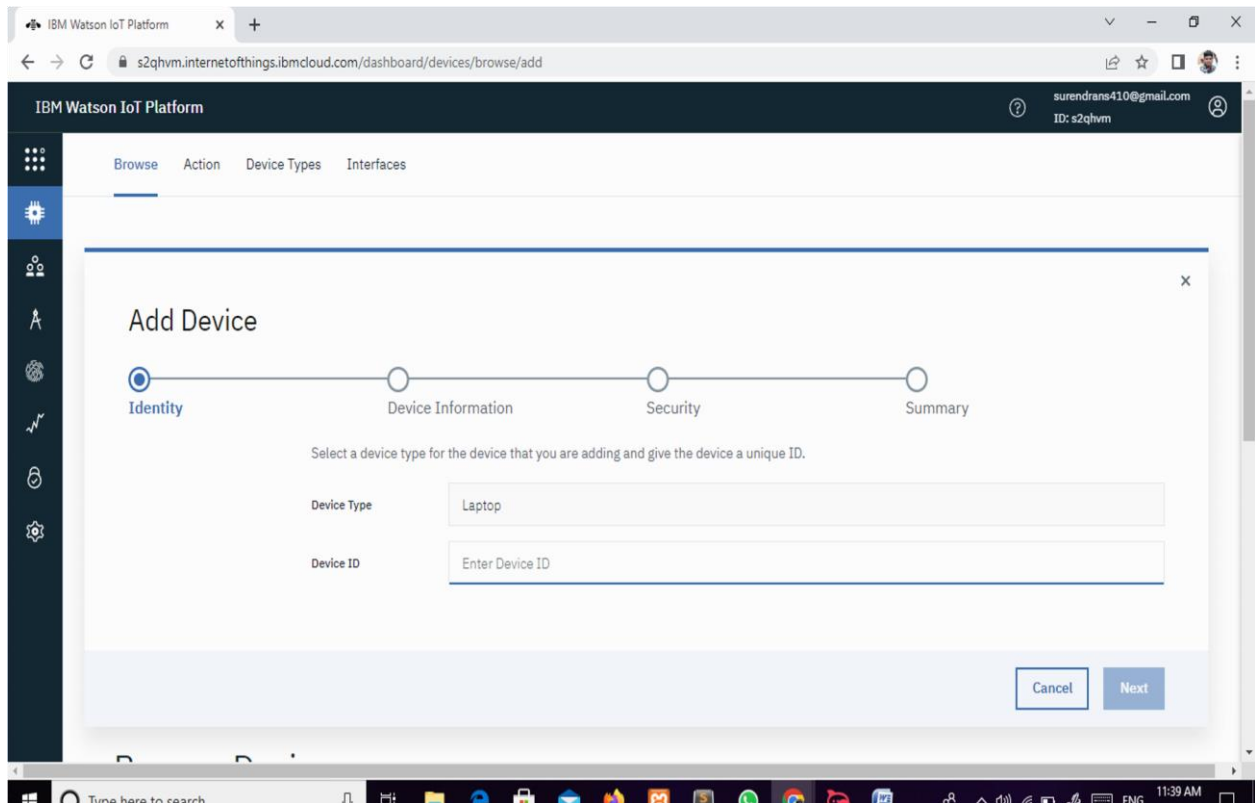 IBM Watson IoT Platform
s2qhvm.internetofthings.ibmcloud.com/dashboard/devices/browse/add
IBM Watson IoT Platform
surendrans410@gmail.com
ID: s2qhvm
Browse Action Device Types Interfaces
Add Device
Identity Device Information Security Summary
Select a device type for the device that you are adding and give the device a unique ID.
Device Type Laptop
Device ID Enter Device ID
Cancel Next
Type here to search
ENG 11:39 AM